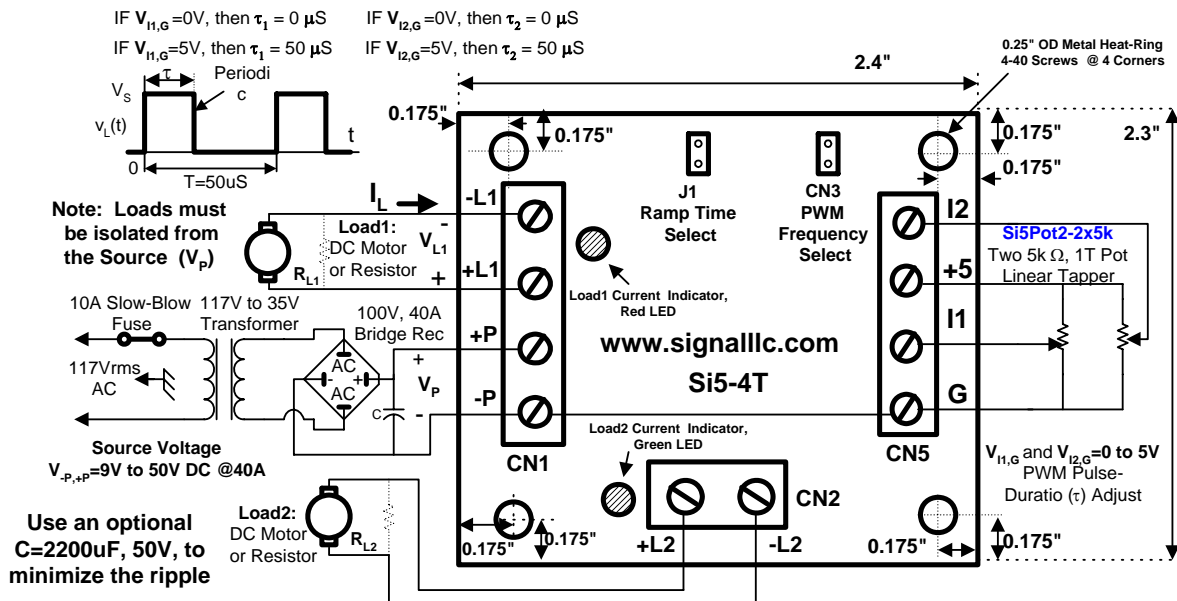 IF V_I1,G =0V, then τ1 = 0 μS
IF V_I2,G=0V, then τ2 = 0 μS
IF V_I1,G=5V, then τ1 = 50 μS
IF V_I2,G=5V, then τ2 = 50 μS
τ
Periodi
c
V_S
v_L(t)
t
0
T=50uS
0.25" OD Metal Heat-Ring
4-40 Screws @ 4 Corners
2.4"
0.175"
0.175"
0.175"
2.3"
0.175"
J1
Ramp Time
Select
CN3
PWM
Frequency
Select
Note: Loads must
be isolated from
the Source (V_P)
I_L
-L1
Load1:
DC Motor
or Resistor
R_L1
-
V_L1
+
+L1
Load1 Current Indicator,
Red LED
I2
Si5Pot2-2x5k
Two 5k Ω, 1T Pot
Linear Tapper
+5
I1
G
10A Slow-Blow
Fuse
117V to 35V
Transformer
100V, 40A
Bridge Rec
117Vrms
AC
AC
- +
AC
C
+
V_P
-
+P
-P
www.signalllc.com
Si5-4T
CN1
Load2 Current Indicator,
Green LED
CN5
Source Voltage
V_-P,+P=9V to 50V DC @40A
V_I1,G and V_I2,G=0 to 5V
PWM Pulse-
Duratio (τ) Adjust
CN2
Use an optional
C=2200uF, 50V, to
minimize the ripple
Load2:
DC Motor
or Resistor
R_L2
0.175"
0.175"
+L2
-L2
0.175"
0.175"